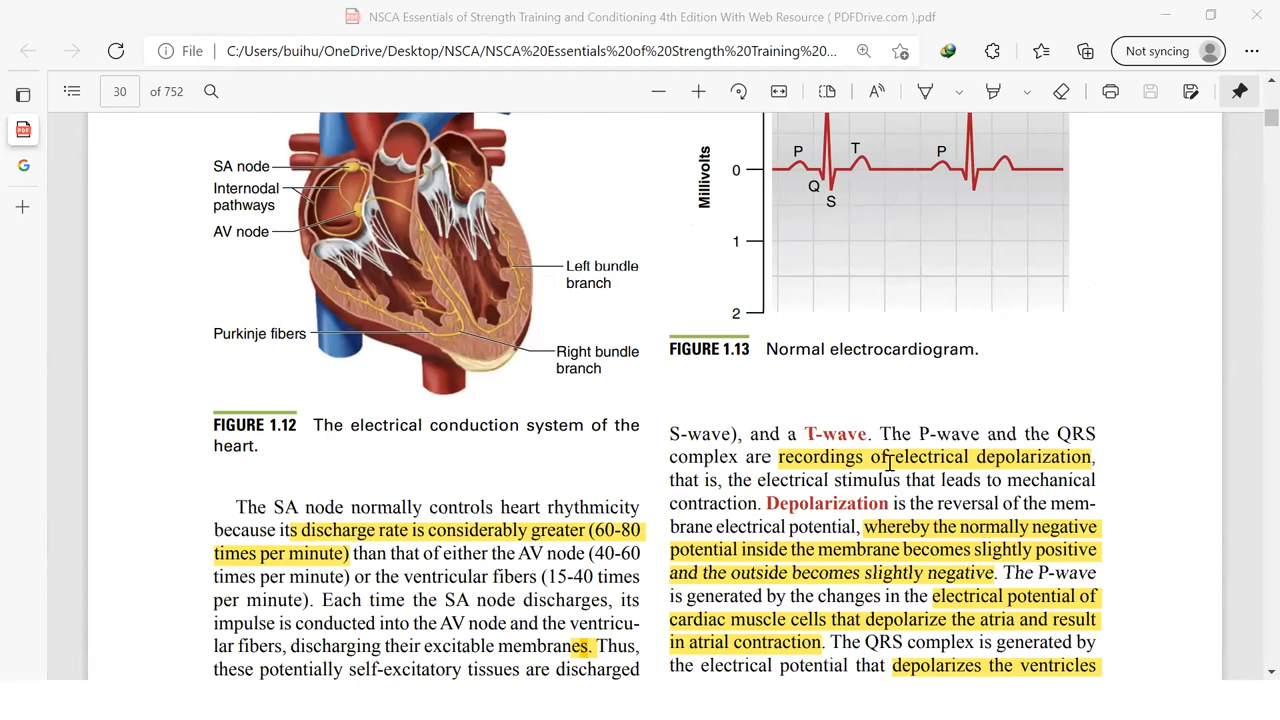 NSCA Essentials of Strength Training and Conditioning 4th Edition With Web Resource ( PDFDrive.com ).pdf
File C:/Users/buihu/OneDrive/Desktop/NSCA/NSCA%20Essentials%20of%20Strength%20Training%20... Not syncing
30 of 752
SA node
Internodal
pathways
AV node
Left bundle
branch
Purkinje fibers
Right bundle
branch
FIGURE 1.12 The electrical conduction system of the
heart.
The SA node normally controls heart rhythmicity
because its discharge rate is considerably greater (60-80
times per minute) than that of either the AV node (40-60
times per minute) or the ventricular fibers (15-40 times
per minute). Each time the SA node discharges, its
impulse is conducted into the AV node and the ventricu-
lar fibers, discharging their excitable membranes. Thus,
these potentially self-excitatory tissues are discharged
Millivolts
0
1
2
P
Q
S
T
P
FIGURE 1.13 Normal electrocardiogram.
S-wave), and a T-wave. The P-wave and the QRS
complex are recordings of electrical depolarization,
that is, the electrical stimulus that leads to mechanical
contraction. Depolarization is the reversal of the mem-
brane electrical potential, whereby the normally negative
potential inside the membrane becomes slightly positive
and the outside becomes slightly negative. The P-wave
is generated by the changes in the electrical potential of
cardiac muscle cells that depolarize the atria and result
in atrial contraction. The QRS complex is generated by
the electrical potential that depolarizes the ventricles